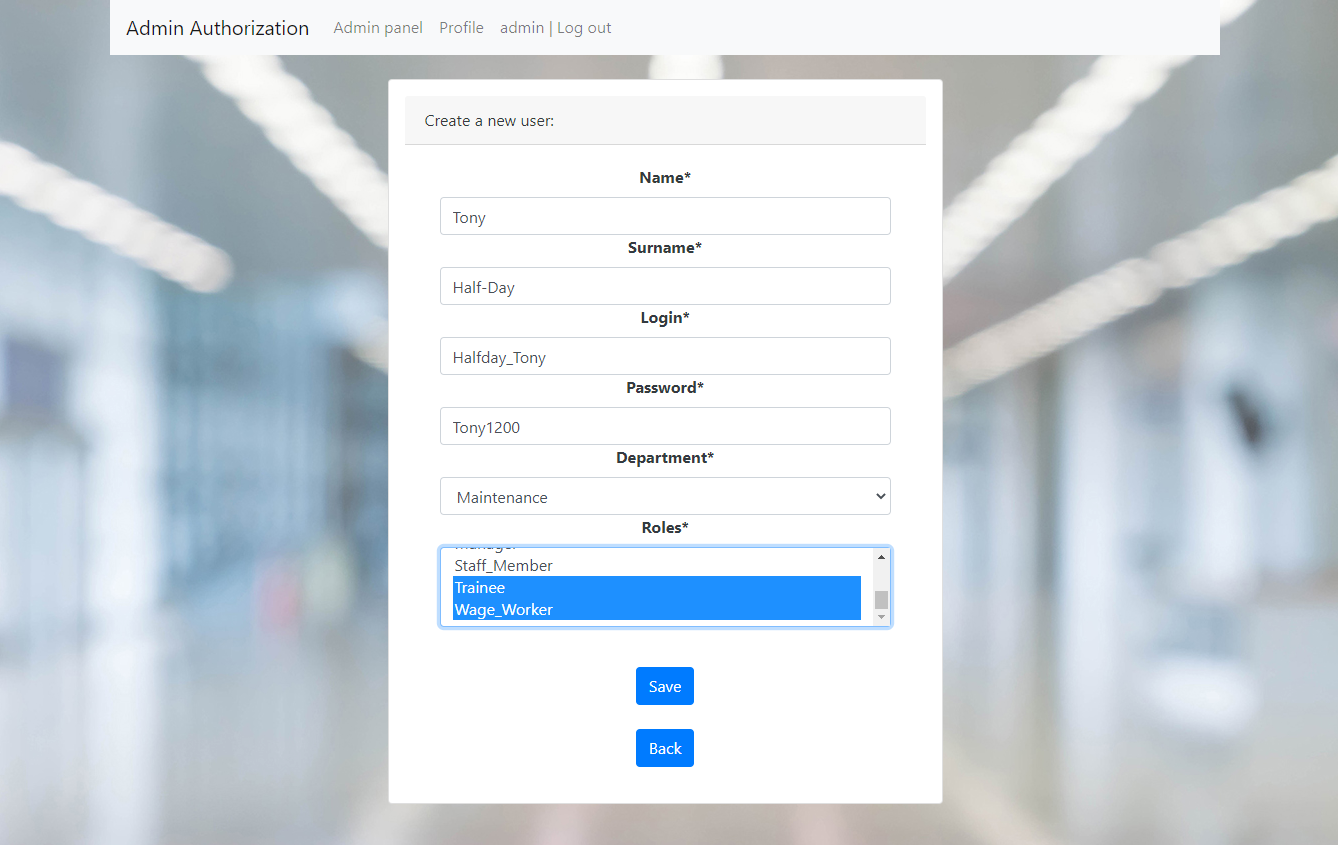 Admin Authorization Admin panel Profile admin | Log out
Create a new user:
Name*
Tony
Surname*
Half-Day
Login*
Halfday_Tony
Password*
Tony1200
Department*
Maintenance
Roles*
Staff_Member
Trainee
Wage_Worker
Save
Back